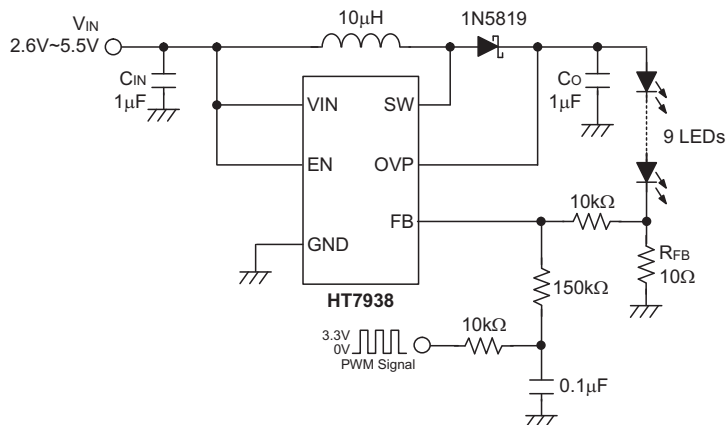 VIN
2.6V~5.5V
10μH
1N5819
CIN
1μF
VIN
SW
CO
1μF
9 LEDs
EN
OVP
10kΩ
FB
GND
RFB
10Ω
HT7938
150kΩ
10kΩ
3.3V
0V
PWM Signal
0.1μF